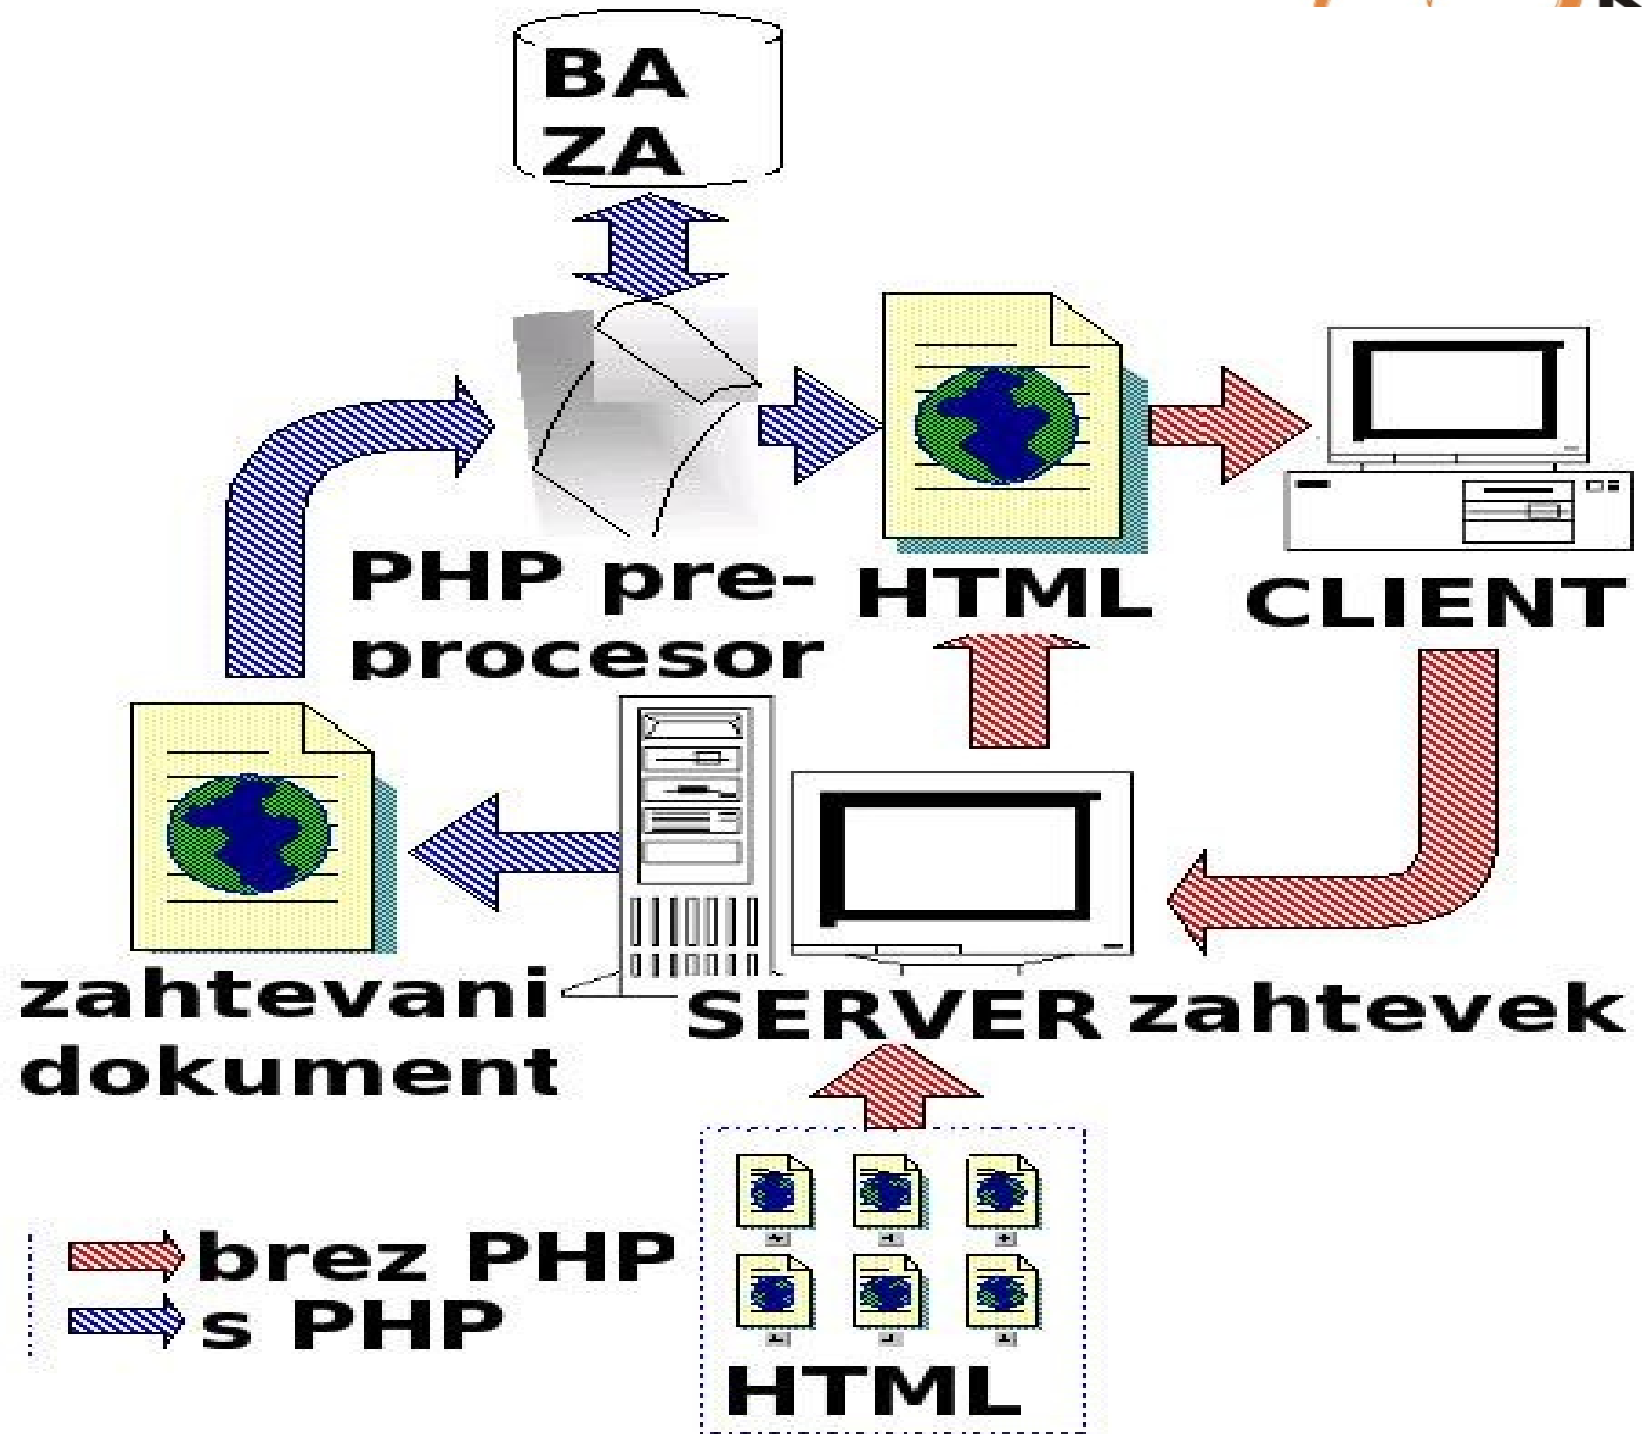 BA
ZA
PHP pre-
procesor
HTML
CLIENT
zahtevani
dokument
SERVER
zahtevek
brez PHP
s PHP
HTML